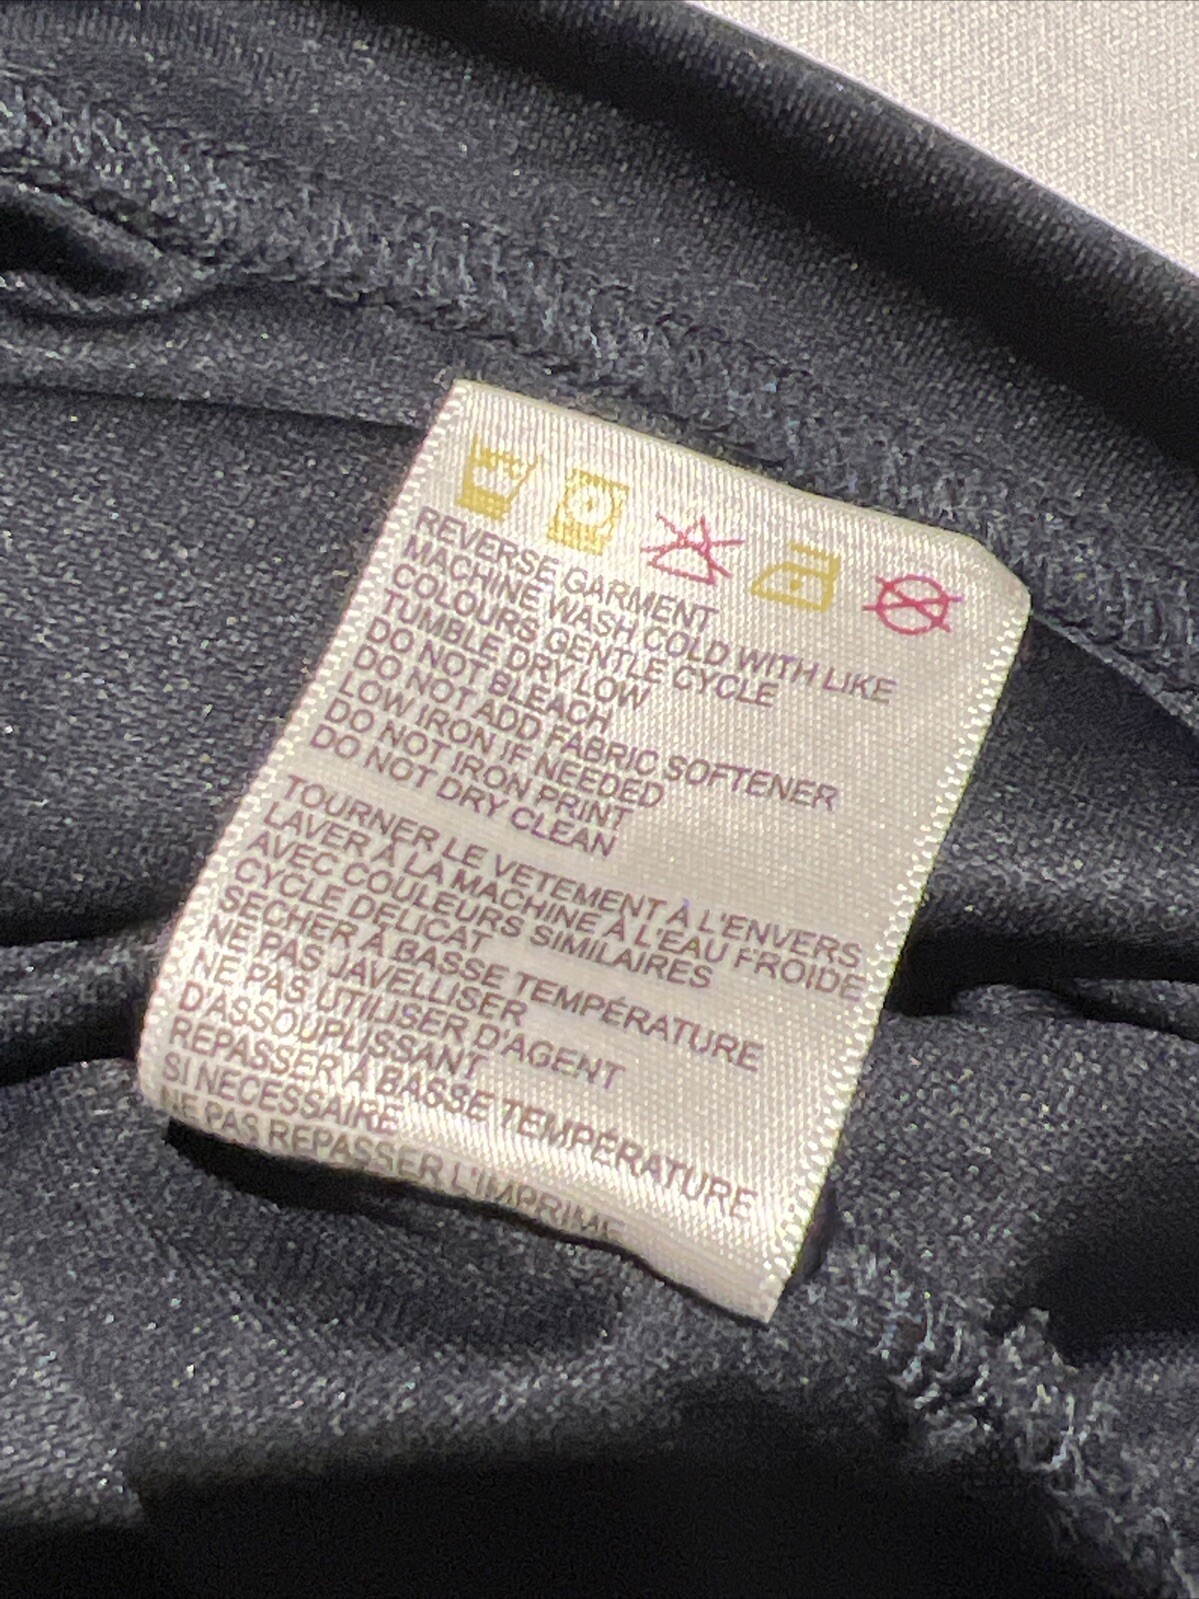 REVERSE GARMENT
MACHINE WASH COLD WITH LIKE
COLOURS GENTLE CYCLE
TUMBLE DRY LOW
DO NOT BLEACH
DO NOT ADD FABRIC SOFTENER
LOW IRON IF NEEDED
DO NOT IRON PRINT
DO NOT DRY CLEAN
TOURNER LE VETEMENT À L'ENVERS
LAVER À LA MACHINE À L'EAU FROIDE
AVEC COULEURS SIMILAIRES
CYCLE DELICAT
SECHER À BASSE TEMPÉRATURE
NE PAS JAVELLISER
NE PAS UTILISER D'AGENT
D'ASSOUPLISSANT
REPASSER À BASSE TEMPÉRATURE
SI NECESSAIRE
NE PAS REPASSER L'IMPRIME